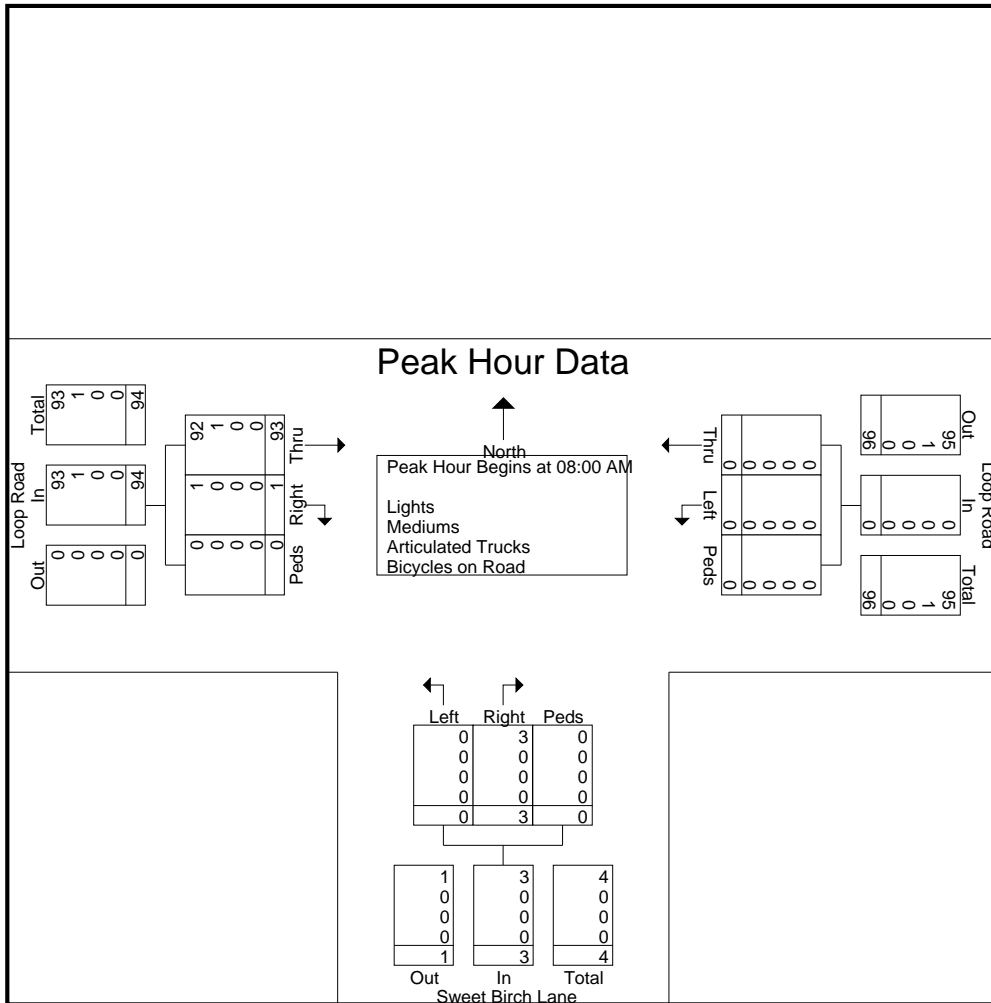 Peak Hour Data
North
Peak Hour Begins at 08:00 AM
Lights
Mediums
Articulated Trucks
Bicycles on Road
Loop Road
Total
93 1 0 0 94
In
93 1 0 0 94
Out
0 0 0 0 0
Thru
92 1 0 0 93
Right
1 0 0 0 1
Peds
0 0 0 0 0
Loop Road
Out
95 1 0 0 96
In
0 0 0 0 0
Total
95 1 0 0 96
Thru
0 0 0 0 0
Left
0 0 0 0 0
Peds
0 0 0 0 0
Left Right Peds
0 3 0
0 0 0
0 0 0
0 0 0
0 3 0
1 3 4
0 0 0
0 0 0
0 0 0
1 3 4
Out In Total
Sweet Birch Lane